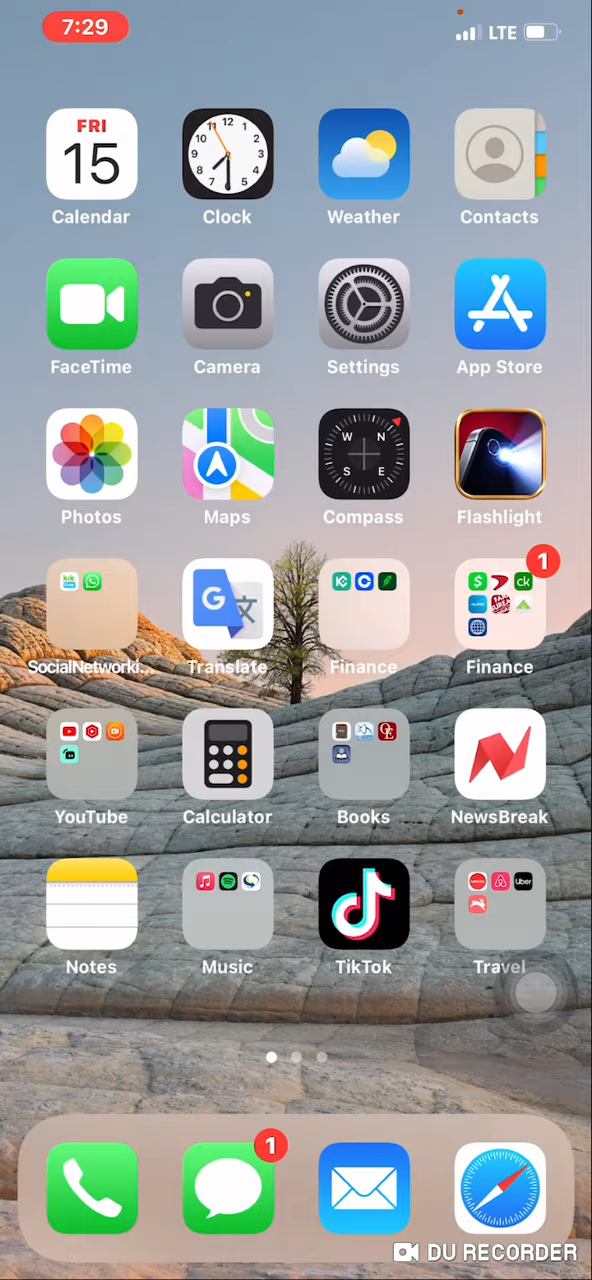 7:29 LTE
FRI
15
Calendar Clock Weather Contacts
FaceTime Camera Settings App Store
W N
S E
Photos Maps Compass Flashlight
1
SocialNetworki... Translate Finance Finance
YouTube Calculator Books NewsBreak
Uber
Notes Music TikTok Travel
1
DU RECORDER